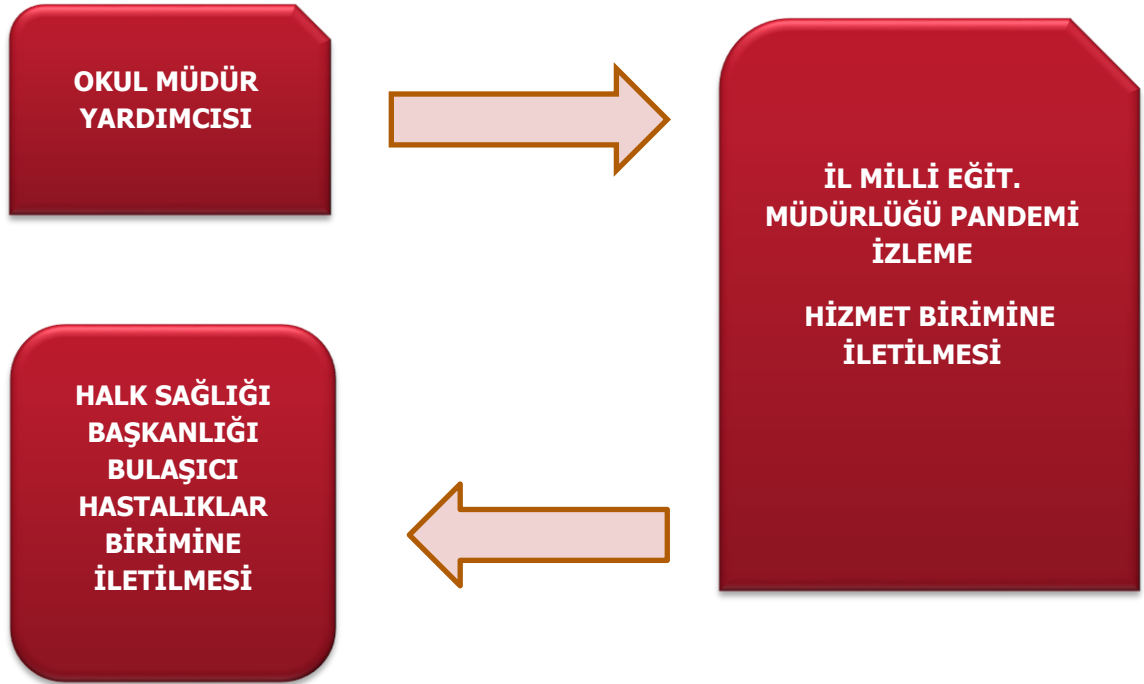 OKUL MÜDÜR
YARDIMCISI
İL MİLLİ EĞİT.
MÜDÜRLÜĞÜ PANDEMİ
İZLEME
HİZMET BİRİMİNE
İLETİLMESİ
HALK SAĞLIĞI
BAŞKANLIĞI
BULAŞICI
HASTALIKLAR
BİRİMİNE
İLETİLMESİ